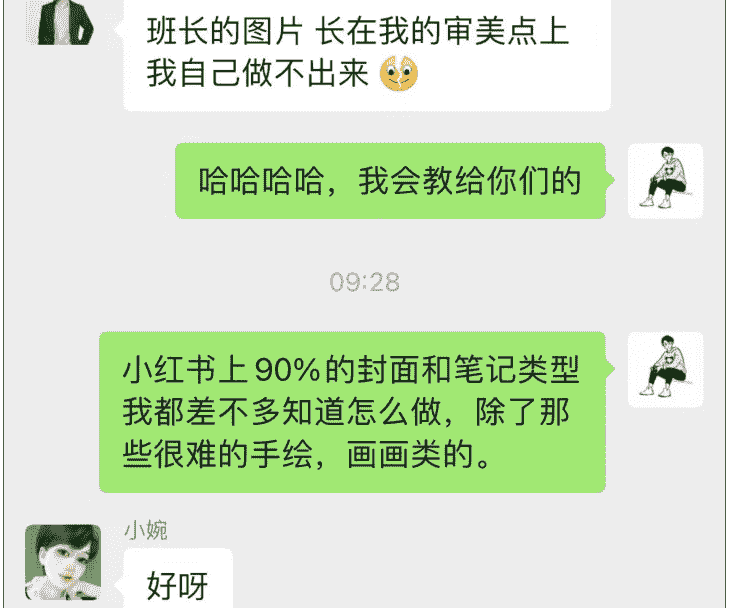 班长的图片 长在我的审美点上
我自己做不出来
哈哈哈哈，我会教给你们的
09:28
小红书上90%的封面和笔记类型
我都差不多知道怎么做，除了那
些很难的手绘，画画类的。
小婉
好呀